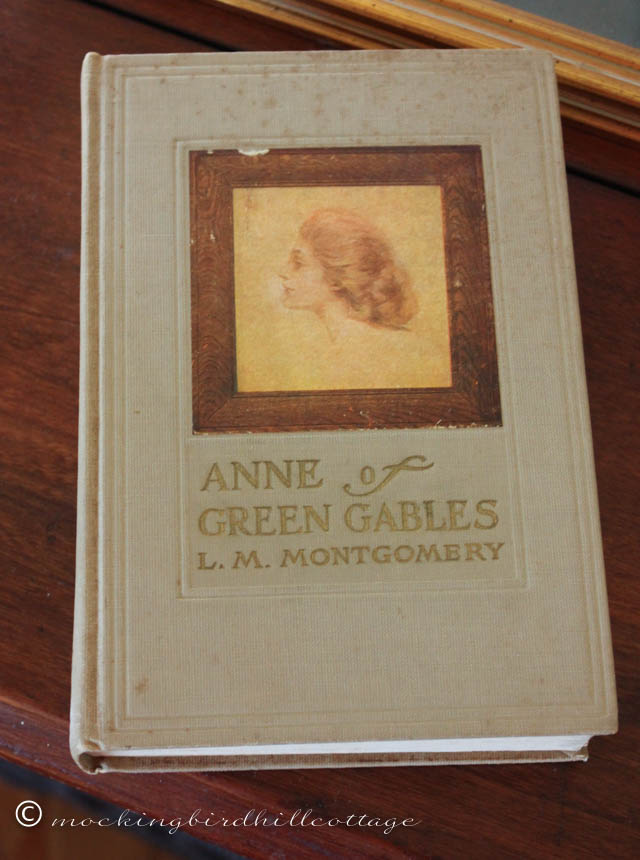 ANNE of
GREEN GABLES
L. M. MONTGOMERY
© mockingbirdhillcottage